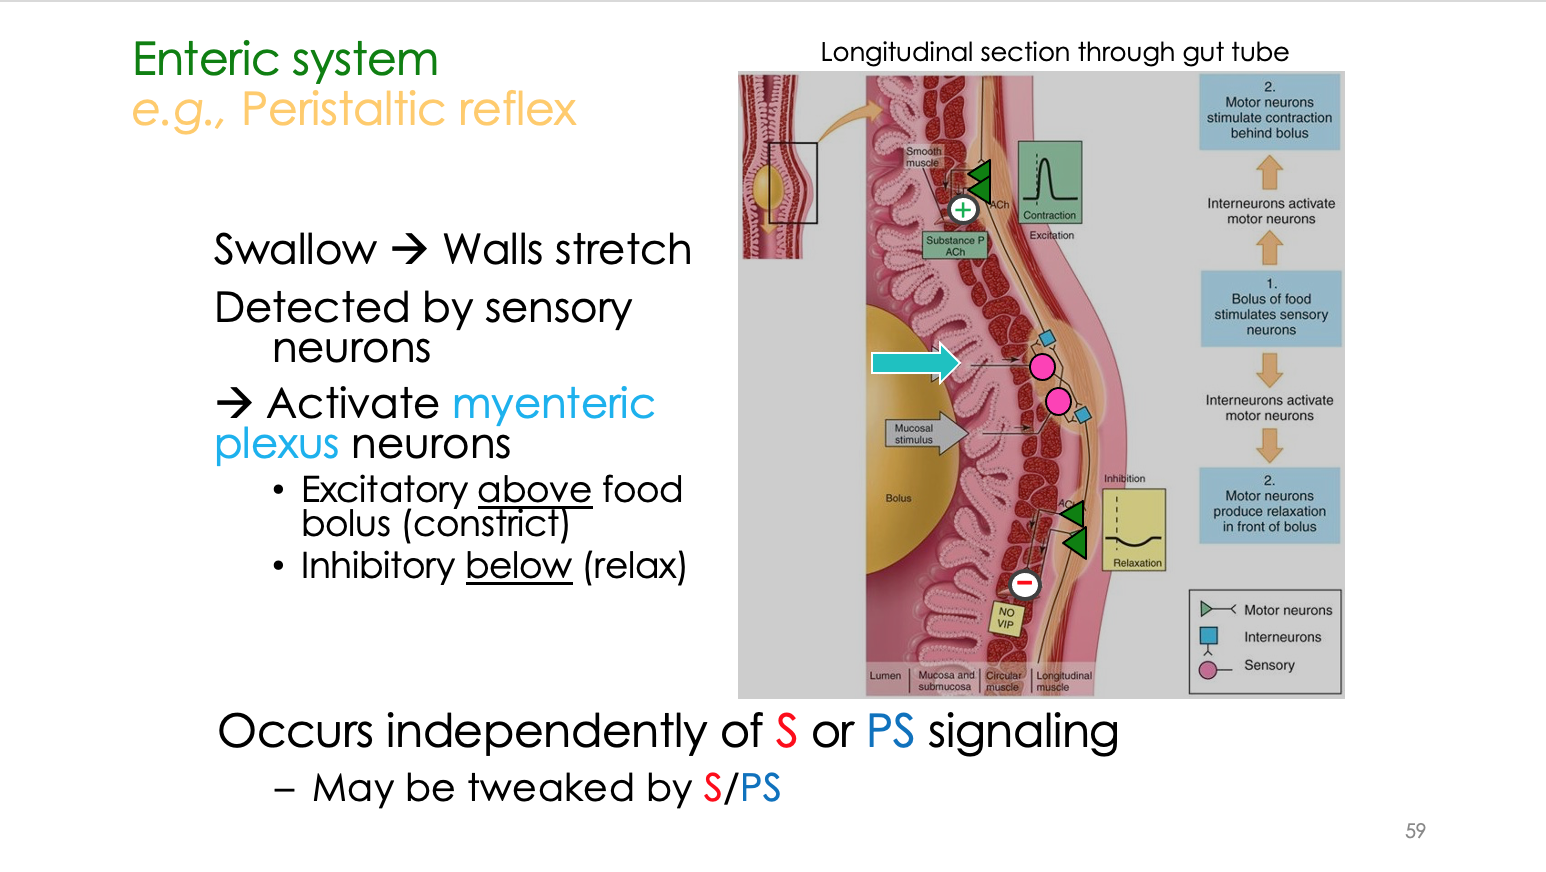 Enteric system
e.g., Peristaltic reflex
Swallow → Walls stretch
Detected by sensory
neurons
→ Activate myenteric
plexus neurons
• Excitatory above food
bolus (constrict)
• Inhibitory below (relax)
Occurs independently of S or PS signaling
– May be tweaked by S/PS
Longitudinal section through gut tube
Smooth
muscle
ACh
+
Substance P
ACh
Contraction
Excitation
Mucosal
stimulus
Bolus
Inhibition
ACh
Relaxation
−
NO
VIP
Lumen
Mucosa and
submucosa
Circular
muscle
Longitudinal
muscle
2.
Motor neurons
stimulate contraction
behind bolus
Interneurons activate
motor neurons
1.
Bolus of food
stimulates sensory
neurons
Interneurons activate
motor neurons
2.
Motor neurons
produce relaxation
in front of bolus
Motor neurons
Interneurons
Sensory
59